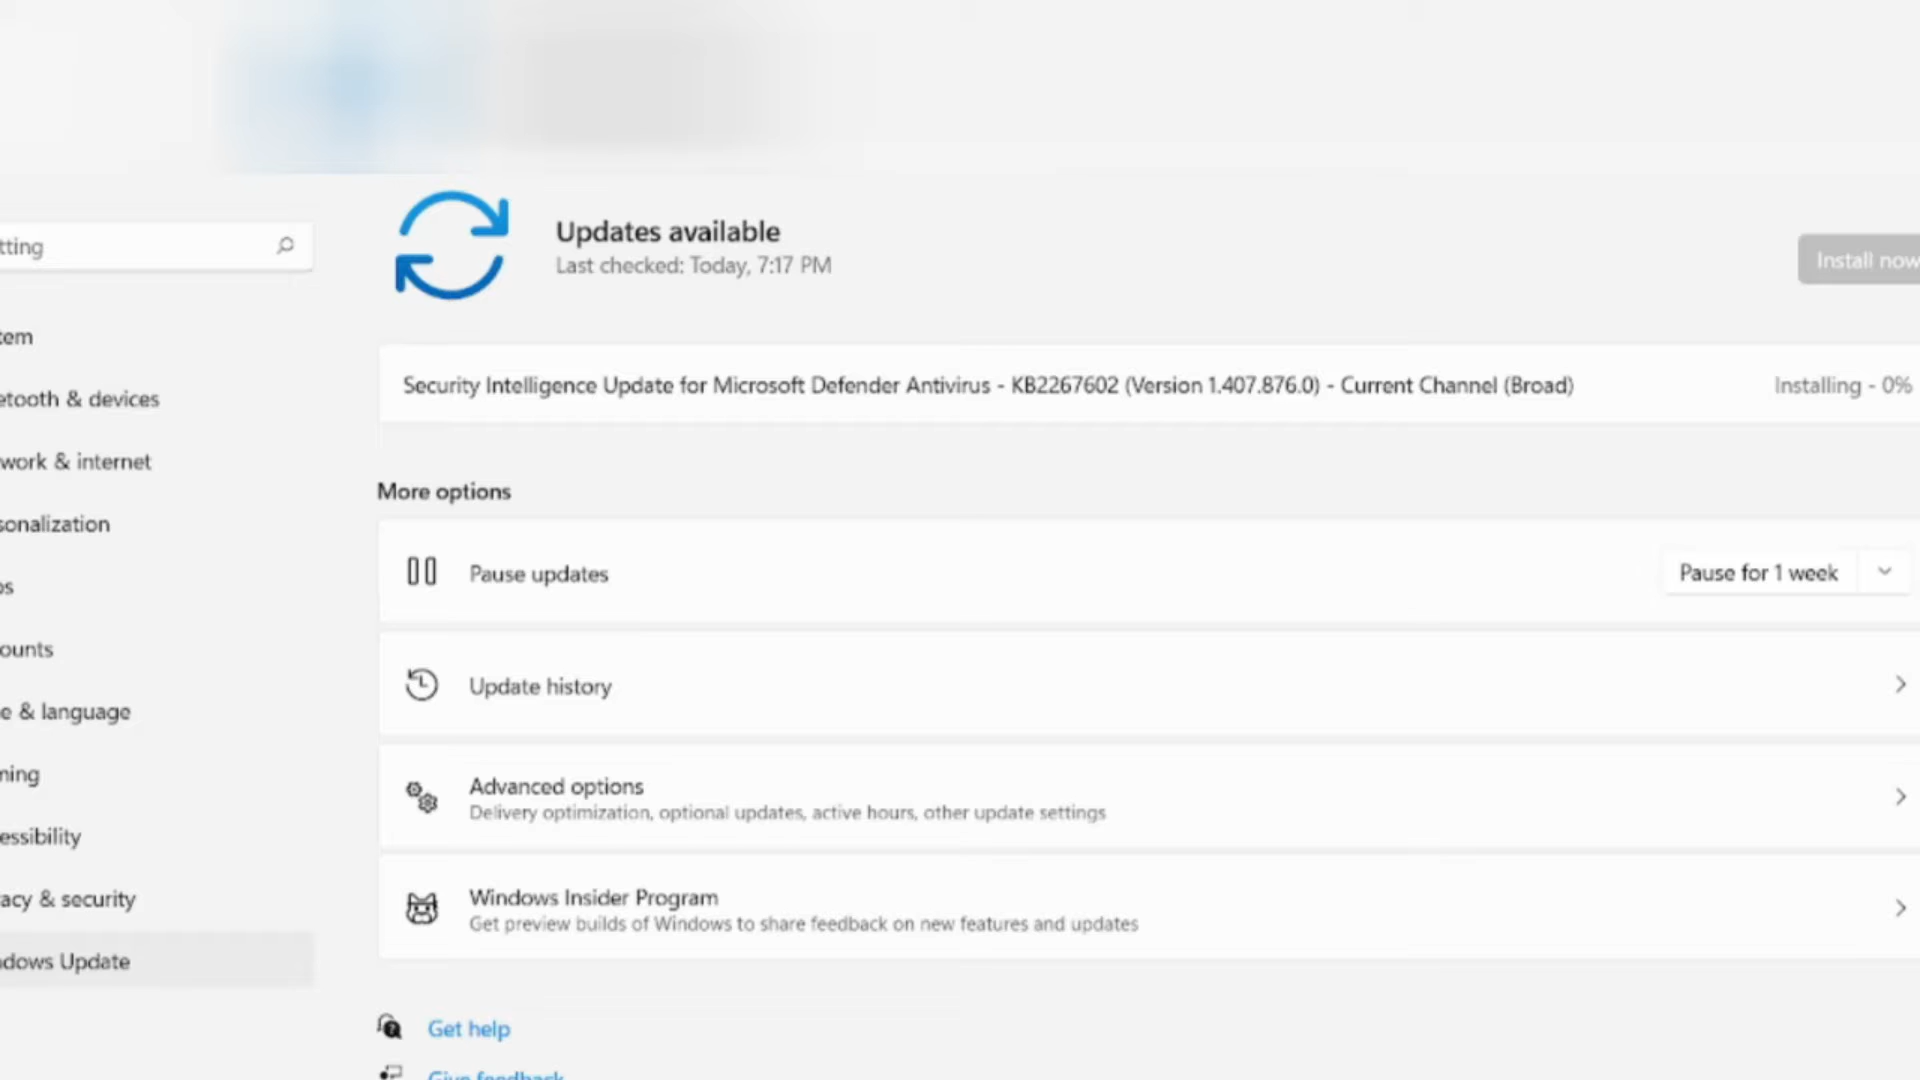 Updates available
Last checked: Today, 7:17 PM
Install now
tting
Security Intelligence Update for Microsoft Defender Antivirus - KB2267602 (Version 1.407.876.0) - Current Channel (Broad)
Installing - 0%
tem
etooth & devices
work & internet
sonalization
os
ounts
e & language
ning
essibility
acy & security
dows Update
More options
Pause updates
Pause for 1 week
Update history
Advanced options
Delivery optimization, optional updates, active hours, other update settings
Windows Insider Program
Get preview builds of Windows to share feedback on new features and updates
Get help
Give feedback